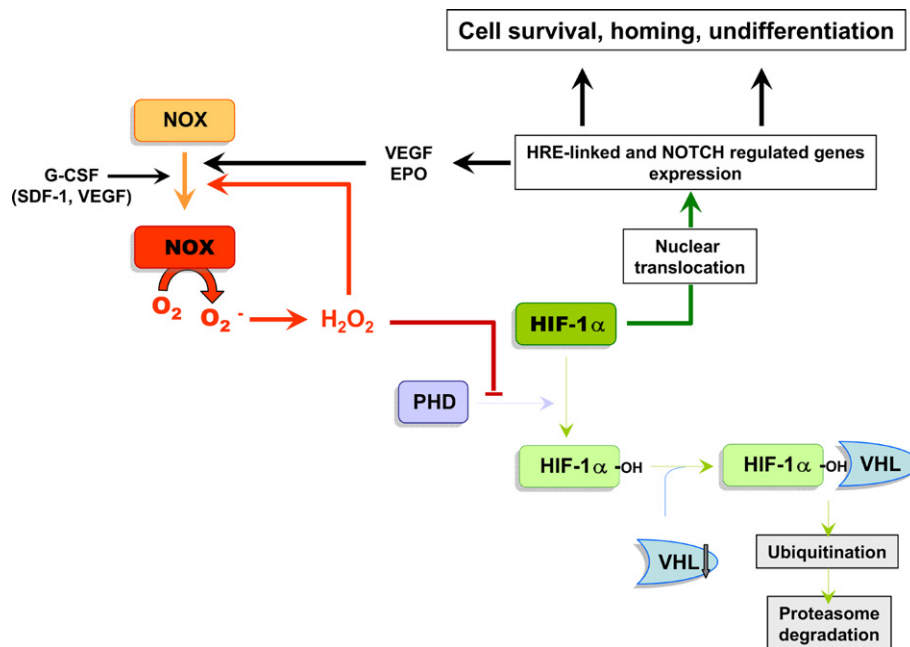 Cell survival, homing, undifferentiation
NOX
G-CSF
(SDF-1, VEGF)
VEGF
EPO
HRE-linked and NOTCH regulated genes
expression
NOX
O₂
O₂⁻
H₂O₂
Nuclear
translocation
HIF-1α
PHD
HIF-1α -OH
HIF-1α -OH VHL
VHL
Ubiquitination
Proteasome
degradation